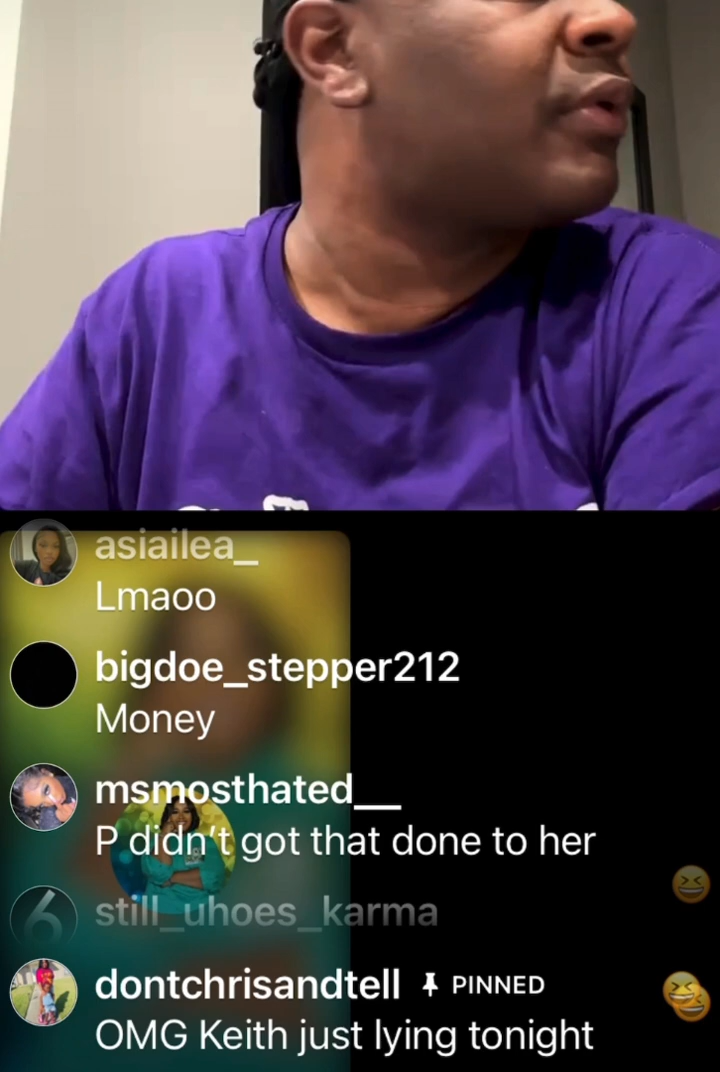 asiailea_
Lmaoo
bigdoe_stepper212
Money
msmosthated__
P didn't got that done to her
still_uhoes_karma
dontchrisandtell PINNED
OMG Keith just lying tonight